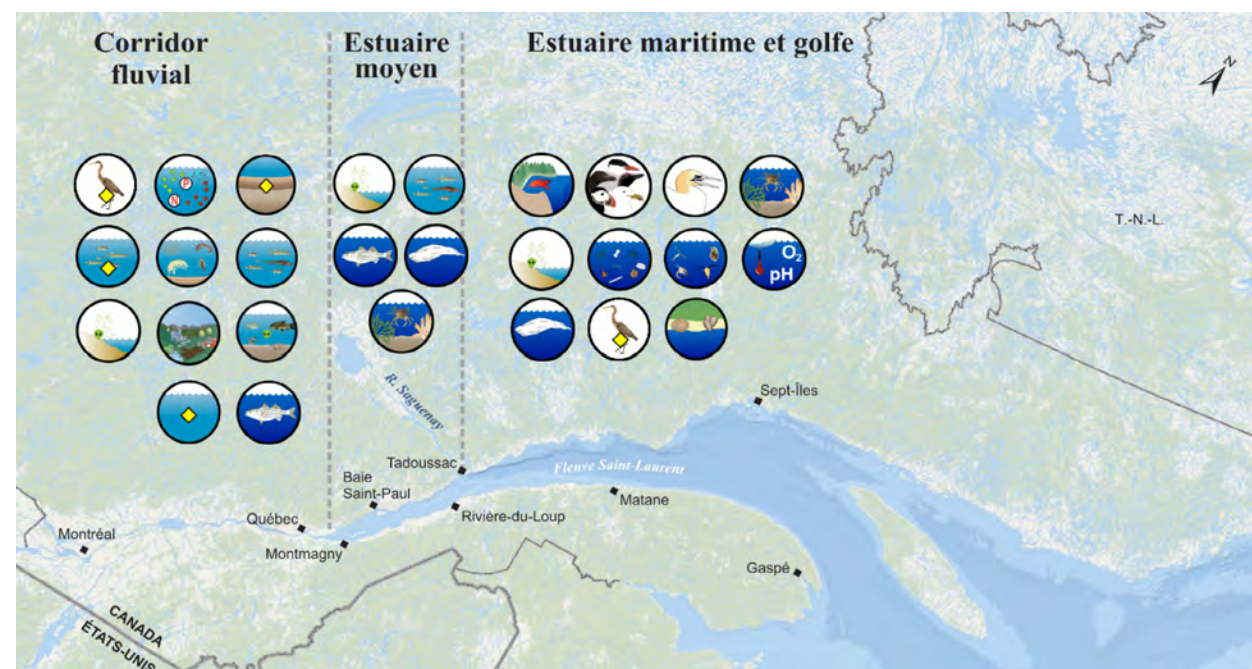 Corridor
fluvial
Estuaire
moyen
Estuaire maritime et golfe
N
P
N
O₂
pH
T.-N.-L.
R. Saguenay
Sept-Îles
Tadoussac
Fleuve Saint-Laurent
Baie
Saint-Paul
Matane
Rivière-du-Loup
Québec
Montréal
Montmagny
Gaspé
CANADA
ÉTATS-UNIS